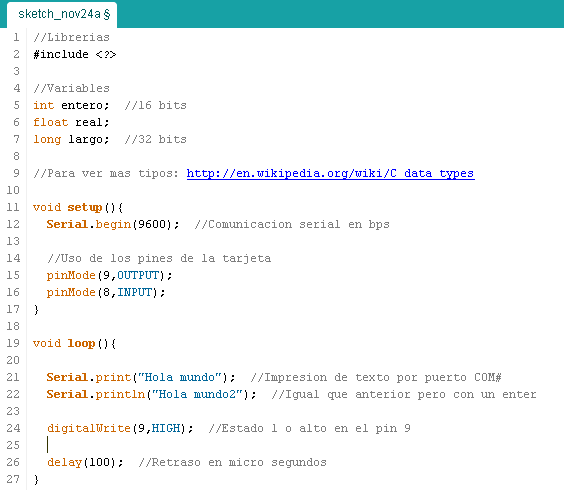 sketch_nov24a §
1 //Librerias
2 #include <?>
3
4 //Variables
5 int entero;  //16 bits
6 float real;
7 long largo;  //32 bits
8
9 //Para ver mas tipos: http://en.wikipedia.org/wiki/C_data_types
10
11 void setup(){
12   Serial.begin(9600);  //Comunicacion serial en bps
13
14   //Uso de los pines de la tarjeta
15   pinMode(9,OUTPUT);
16   pinMode(8,INPUT);
17 }
18
19 void loop(){
20
21   Serial.print("Hola mundo");  //Impresion de texto por puerto COM#
22   Serial.println("Hola mundo2");  //Igual que anterior pero con un enter
23
24   digitalWrite(9,HIGH);  //Estado 1 o alto en el pin 9
25
26   delay(100);  //Retraso en micro segundos
27 }